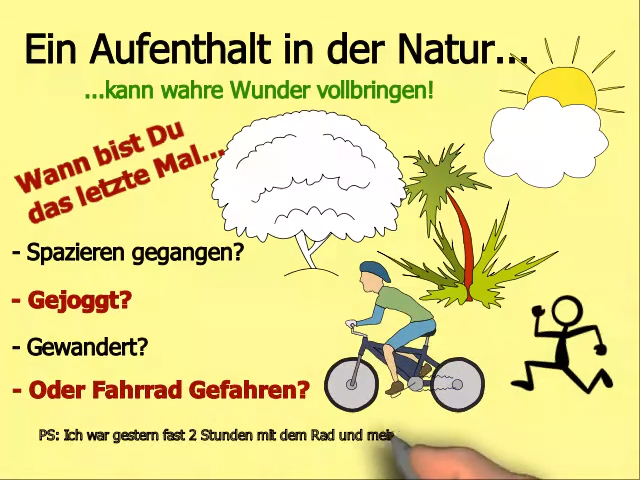 Ein Aufenthalt in der Natur...
...kann wahre Wunder vollbringen!
Wann bist Du
das letzte Mal...
- Spazieren gegangen?
- Gejoggt?
- Gewandert?
- Oder Fahrrad Gefahren?
PS: Ich war gestern fast 2 Stunden mit dem Rad und